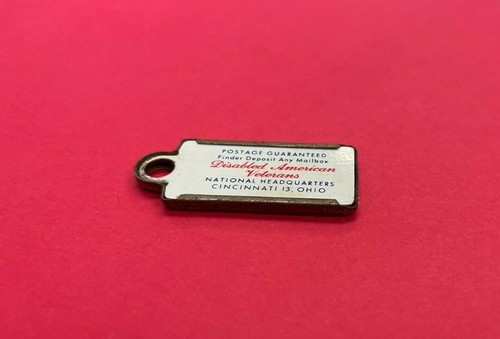 POSTAGE GUARANTEED
Finder Deposit Any Mailbox
Disabled American
Veterans
NATIONAL HEADQUARTERS
CINCINNATI 13, OHIO